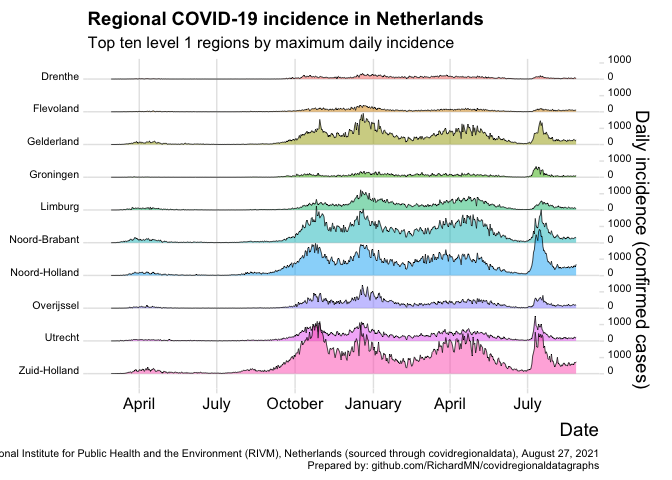 Regional COVID-19 incidence in Netherlands
Top ten level 1 regions by maximum daily incidence
Drenthe
1000
0
Flevoland
1000
0
Gelderland
1000
0
Groningen
1000
0
Limburg
1000
0
Noord-Brabant
1000
0
Noord-Holland
1000
0
Overijssel
1000
0
Utrecht
1000
0
Zuid-Holland
1000
0
Daily incidence (confirmed cases)
April July October January April July
Date
Institute for Public Health and the Environment (RIVM), Netherlands (sourced through covidregionaldata), August 27, 2021
Prepared by: github.com/RichardMN/covidregionaldatagraphs